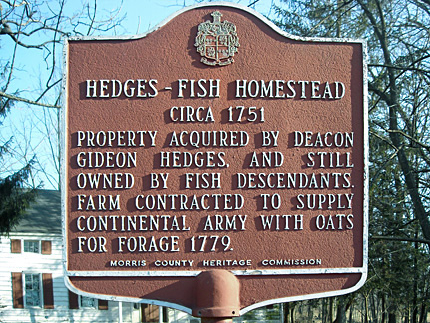 HEDGES - FISH HOMESTEAD
CIRCA 1751
PROPERTY ACQUIRED BY DEACON
GIDEON HEDGES, AND STILL
OWNED BY FISH DESCENDANTS.
FARM CONTRACTED TO SUPPLY
CONTINENTAL ARMY WITH OATS
FOR FORAGE 1779.
MORRIS COUNTY HERITAGE COMMISSION